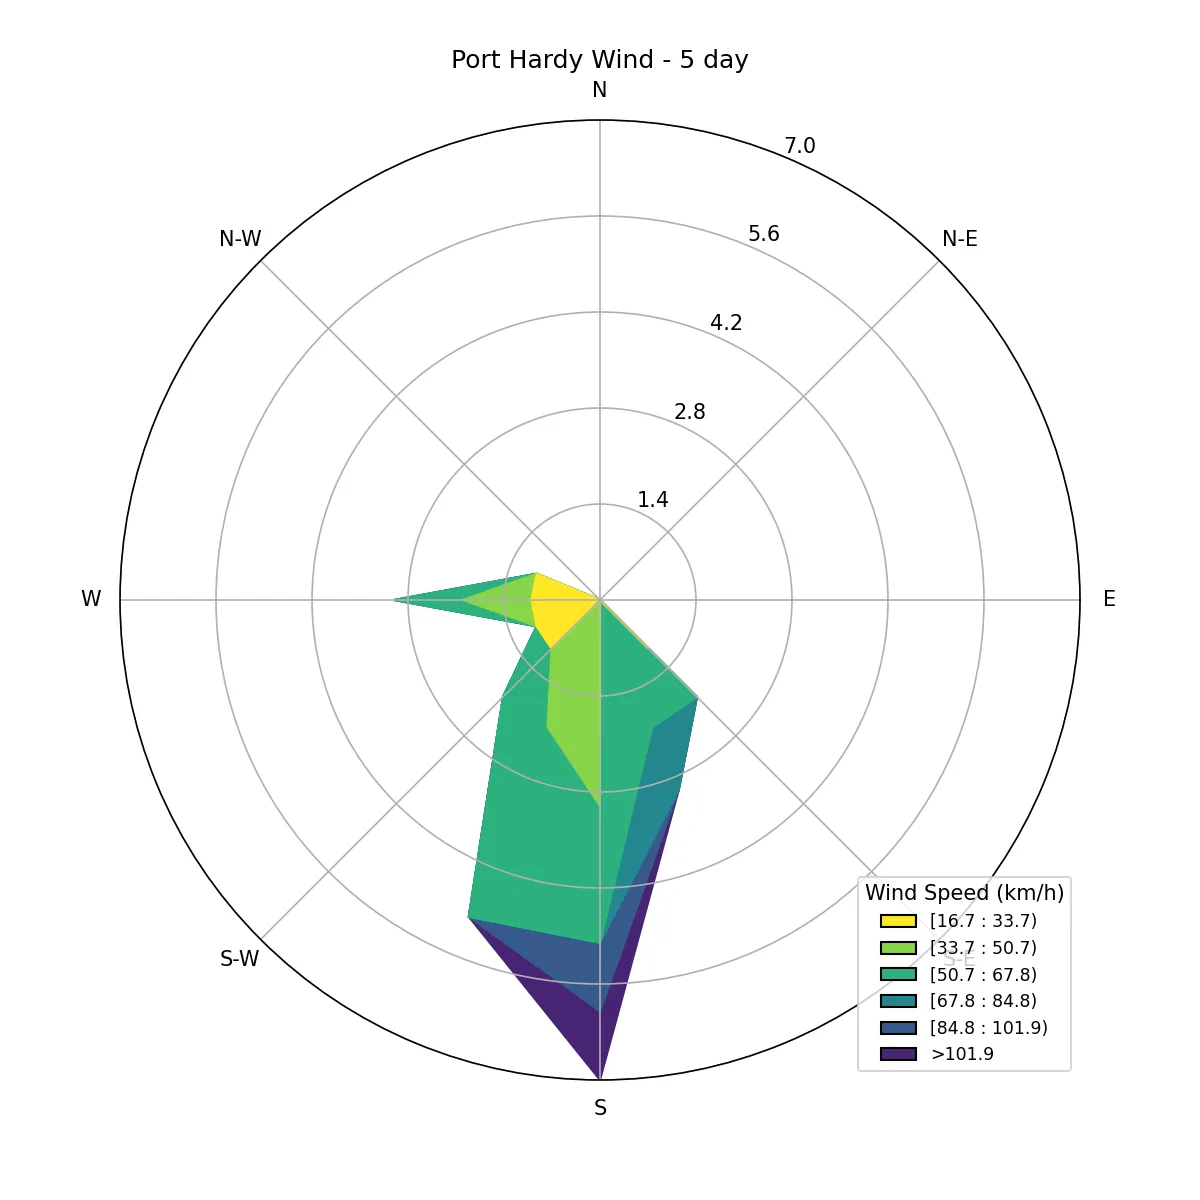 Port Hardy Wind - 5 day
N
7.0
N-W
5.6
N-E
4.2
2.8
1.4
W
E
Wind Speed (km/h)
[16.7 : 33.7)
[33.7 : 50.7)
S-W
S-E
[50.7 : 67.8)
[67.8 : 84.8)
[84.8 : 101.9)
>101.9
S